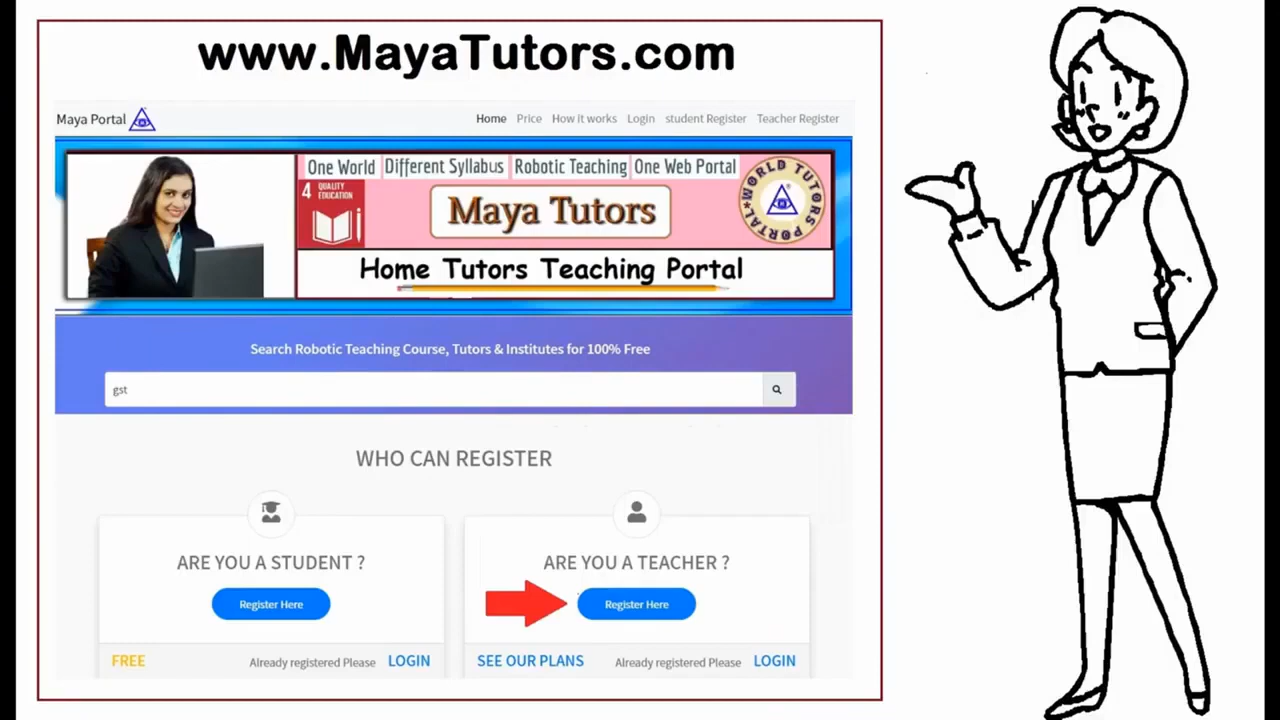 www.MayaTutors.com
Maya Portal
Home Price How it works Login student Register Teacher Register
One World Different Syllabus Robotic Teaching One Web Portal
4 QUALITY
EDUCATION
Maya Tutors
WORLD TUTORS PORTAL
Home Tutors Teaching Portal
Search Robotic Teaching Course, Tutors & Institutes for 100% Free
gst
WHO CAN REGISTER
ARE YOU A STUDENT ?
Register Here
FREE Already registered Please LOGIN
ARE YOU A TEACHER ?
Register Here
SEE OUR PLANS Already registered Please LOGIN